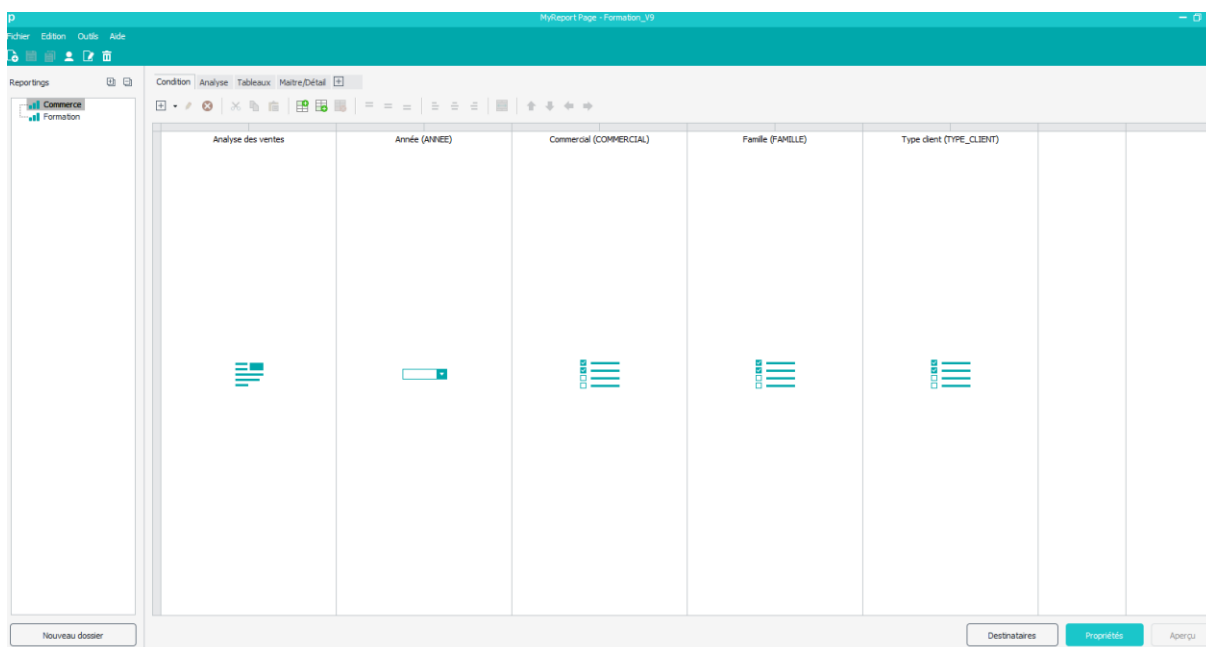 p
MyReport Page - Formation_V9
Fichier Edition Outils Aide
Reportings
Condition Analyse Tableaux Maitre/Détail
Commerce
Formation
Analyse des ventes Année (ANNEE) Commercial (COMMERCIAL) Famille (FAMILLE) Type client (TYPE_CLIENT)
Nouveau dossier Destinataires Propriétés Aperçu